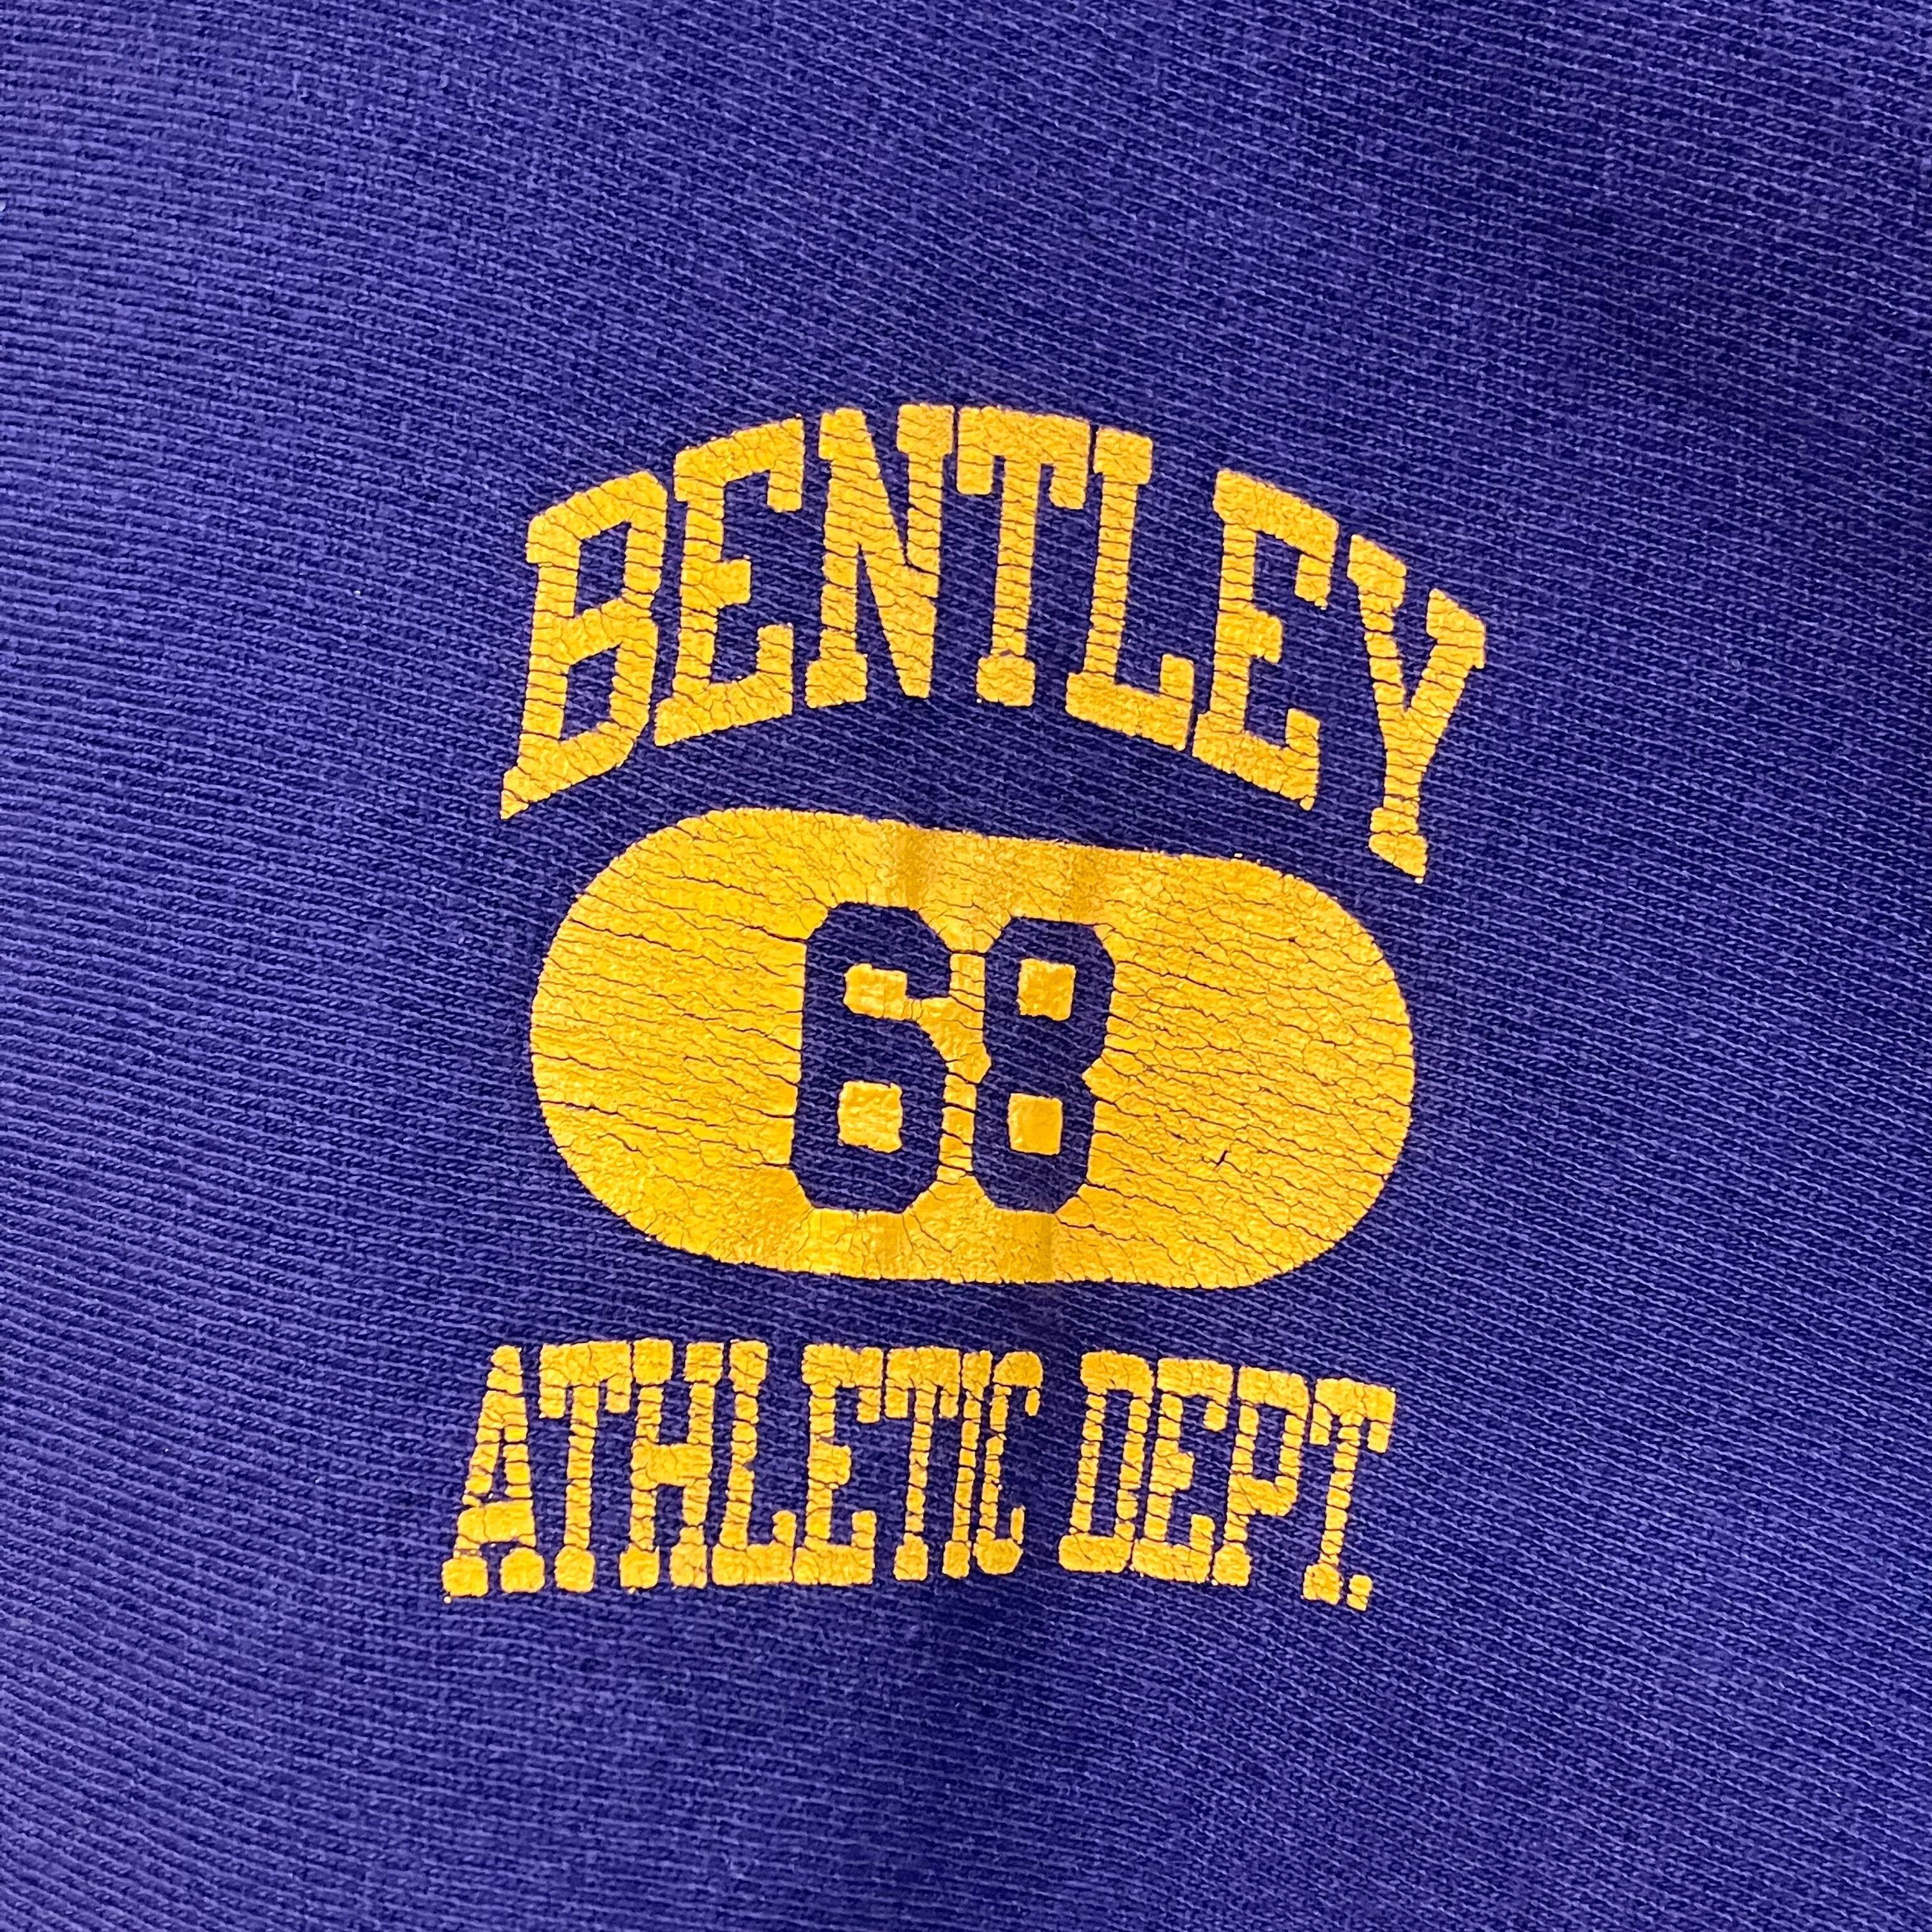 BENTLEY
68
ATHLETIC DEPT.